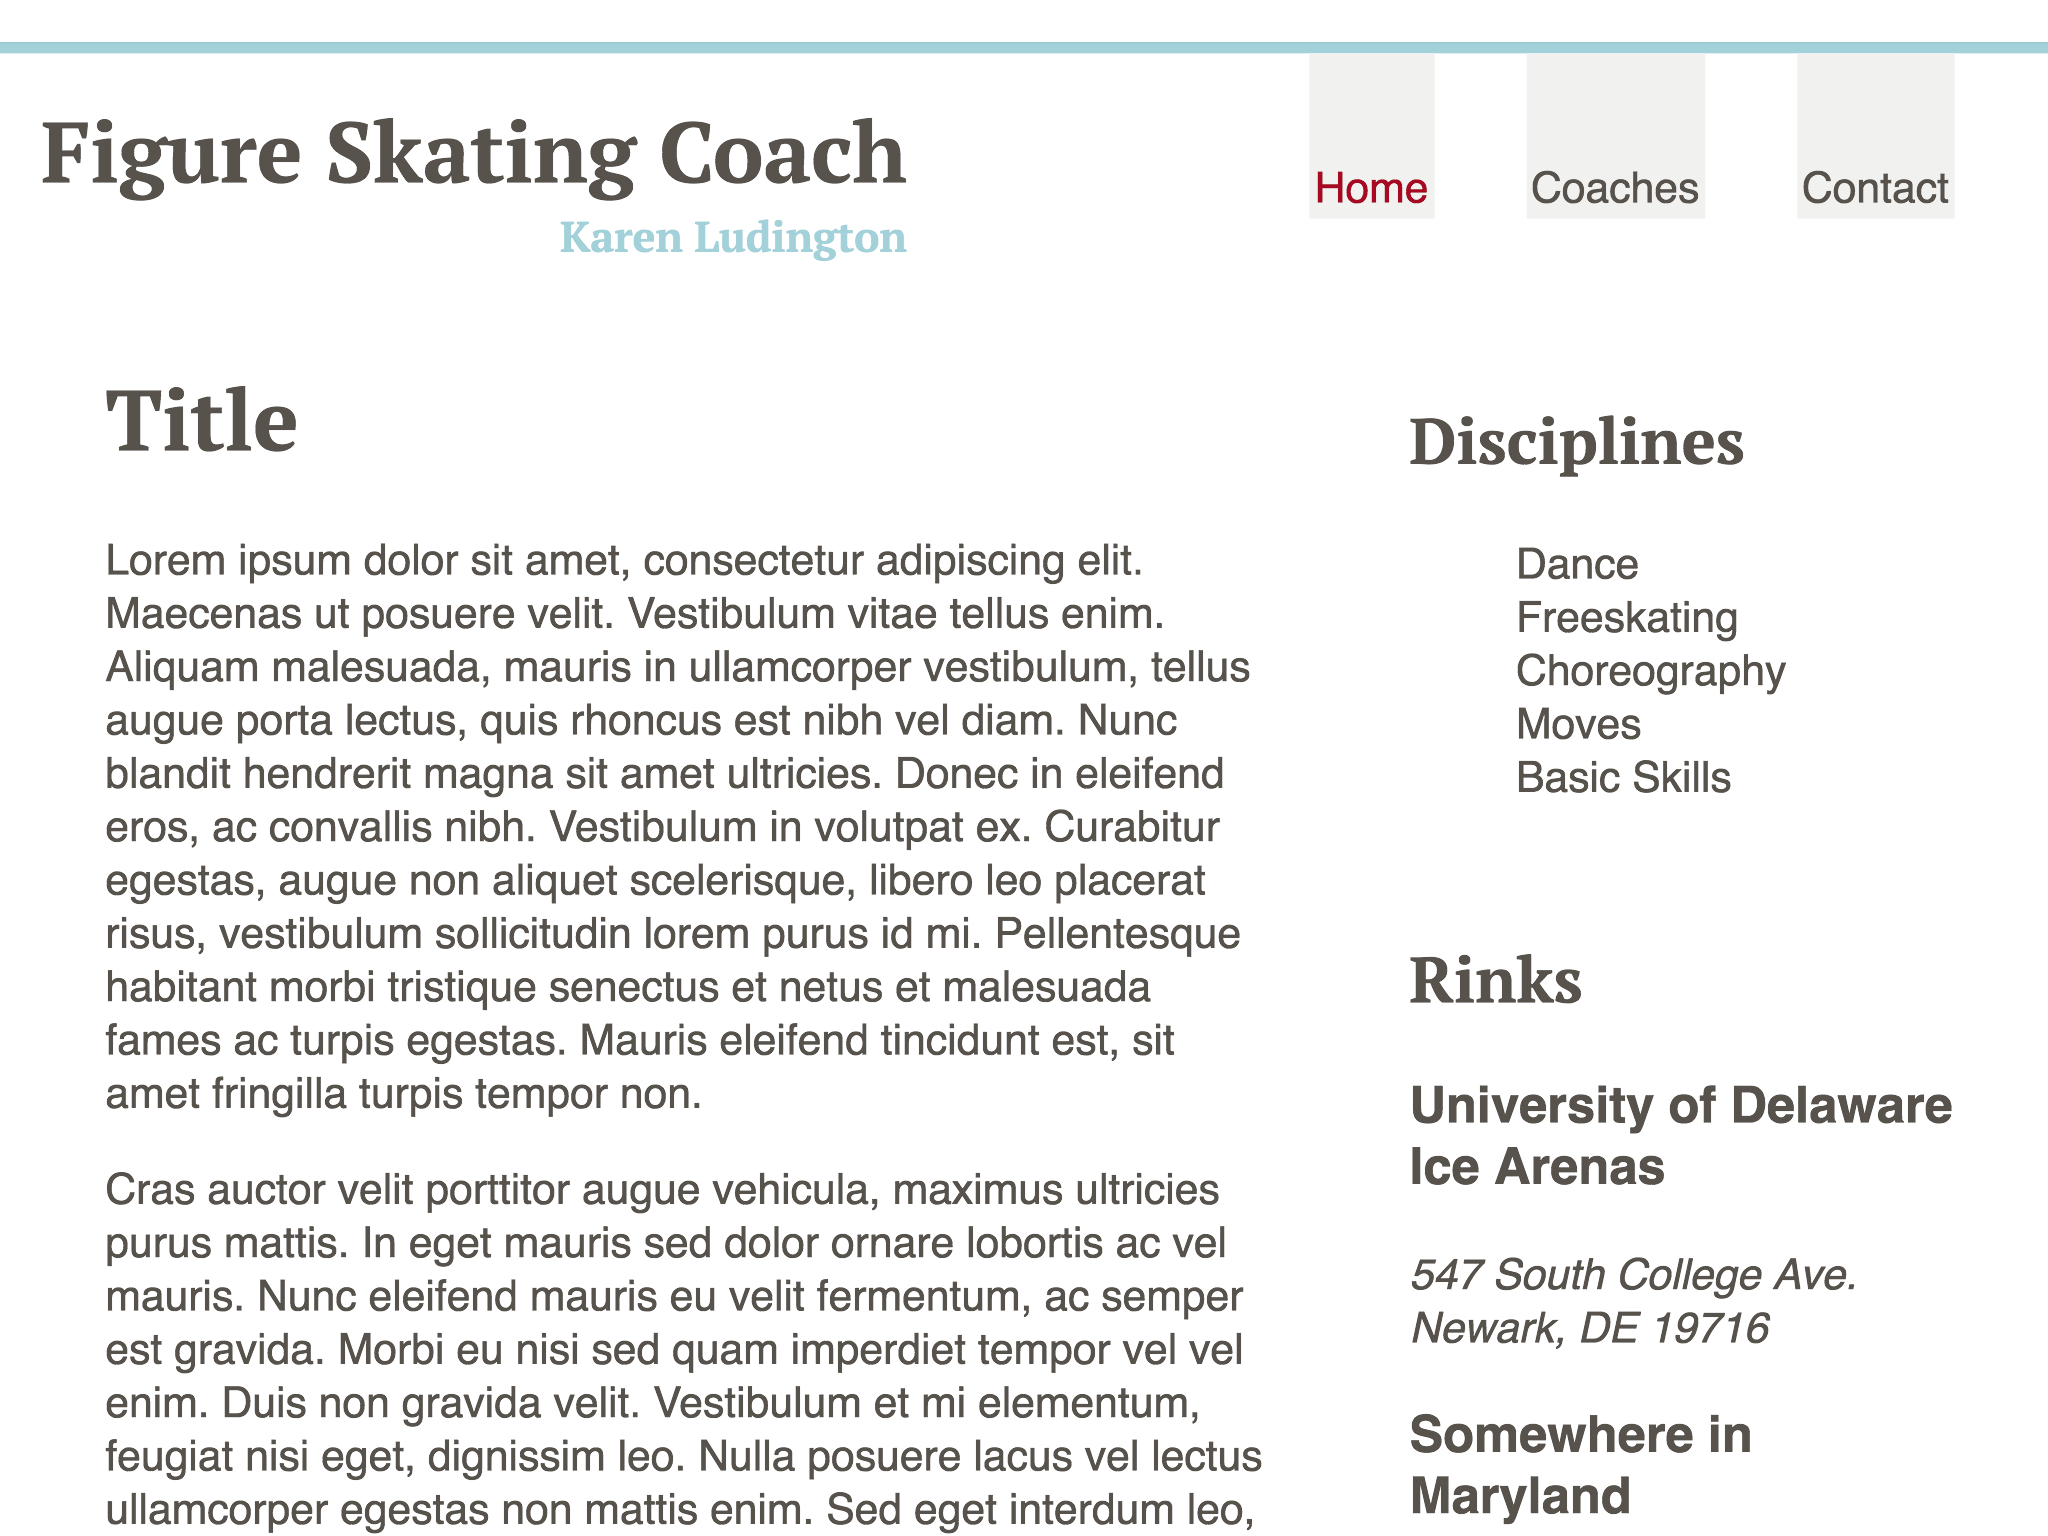 Figure Skating Coach
Karen Ludington
Home
Coaches
Contact
Title
Lorem ipsum dolor sit amet, consectetur adipiscing elit.
Maecenas ut posuere velit. Vestibulum vitae tellus enim.
Aliquam malesuada, mauris in ullamcorper vestibulum, tellus
augue porta lectus, quis rhoncus est nibh vel diam. Nunc
blandit hendrerit magna sit amet ultricies. Donec in eleifend
eros, ac convallis nibh. Vestibulum in volutpat ex. Curabitur
egestas, augue non aliquet scelerisque, libero leo placerat
risus, vestibulum sollicitudin lorem purus id mi. Pellentesque
habitant morbi tristique senectus et netus et malesuada
fames ac turpis egestas. Mauris eleifend tincidunt est, sit
amet fringilla turpis tempor non.
Cras auctor velit porttitor augue vehicula, maximus ultricies
purus mattis. In eget mauris sed dolor ornare lobortis ac vel
mauris. Nunc eleifend mauris eu velit fermentum, ac semper
est gravida. Morbi eu nisi sed quam imperdiet tempor vel vel
enim. Duis non gravida velit. Vestibulum et mi elementum,
feugiat nisi eget, dignissim leo. Nulla posuere lacus vel lectus
ullamcorper egestas non mattis enim. Sed eget interdum leo,
Disciplines
Dance
Freeskating
Choreography
Moves
Basic Skills
Rinks
University of Delaware
Ice Arenas
547 South College Ave.
Newark, DE 19716
Somewhere in
Maryland